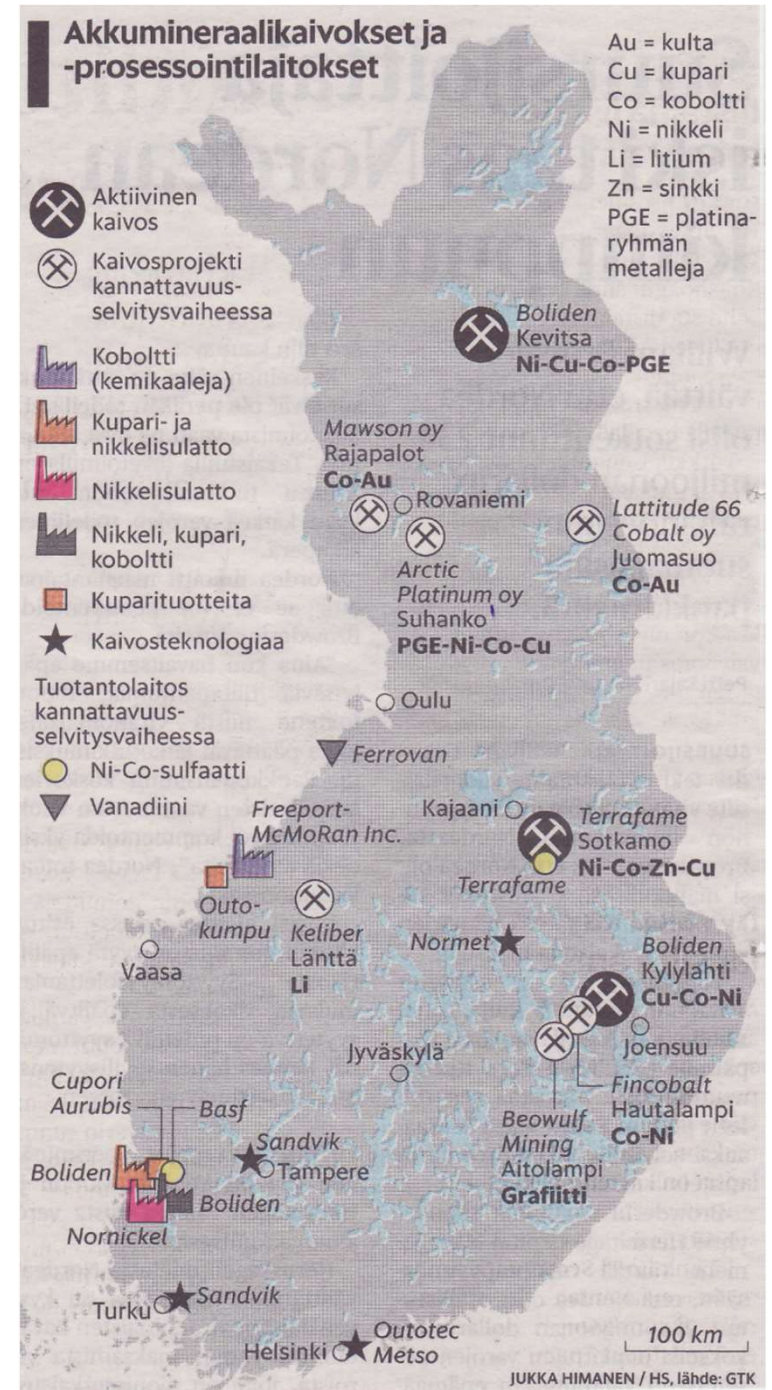 Akkumineraalikaivokset ja
-prosessointilaitokset
Au = kulta
Cu = kupari
Co = koboltti
Ni = nikkeli
Li = litium
Zn = sinkki
PGE = platina-
ryhmän
metalleja
Aktiivinen
kaivos
Kaivosprojekti
kannattavuus-
selvitysvaiheessa
Koboltti
(kemikaaleja)
Kupari- ja
nikkelisulatto
Nikkelisulatto
Nikkeli, kupari,
koboltti
Kuparituotteita
Kaivosteknologiaa
Tuotantolaitos
kannattavuus-
selvitysvaiheessa
Ni-Co-sulfaatti
Vanadiini
Boliden
Kevitsa
Ni-Cu-Co-PGE
Mawson oy
Rajapalot
Co-Au
Rovaniemi
Lattitude 66
Cobalt oy
Juomasuo
Co-Au
Arctic
Platinum oy
Suhanko
PGE-Ni-Co-Cu
Oulu
Ferrovan
Freeport-
McMoRan Inc.
Kajaani
Terrafame
Sotkamo
Ni-Co-Zn-Cu
Terrafame
Outo-
kumpu
Keliber
Länttä
Li
Normet
Vaasa
Boliden
Kylylahti
Cu-Co-Ni
Joensuu
Jyväskylä
Fincobalt
Hautalampi
Co-Ni
Beowulf
Mining
Aitolampi
Grafiitti
Cupori
Aurubis
Basf
Sandvik
Tampere
Boliden
Boliden
Nornickel
Turku
Sandvik
Helsinki
Outotec
Metso
100 km
JUKKA HIMANEN / HS, lähde: GTK